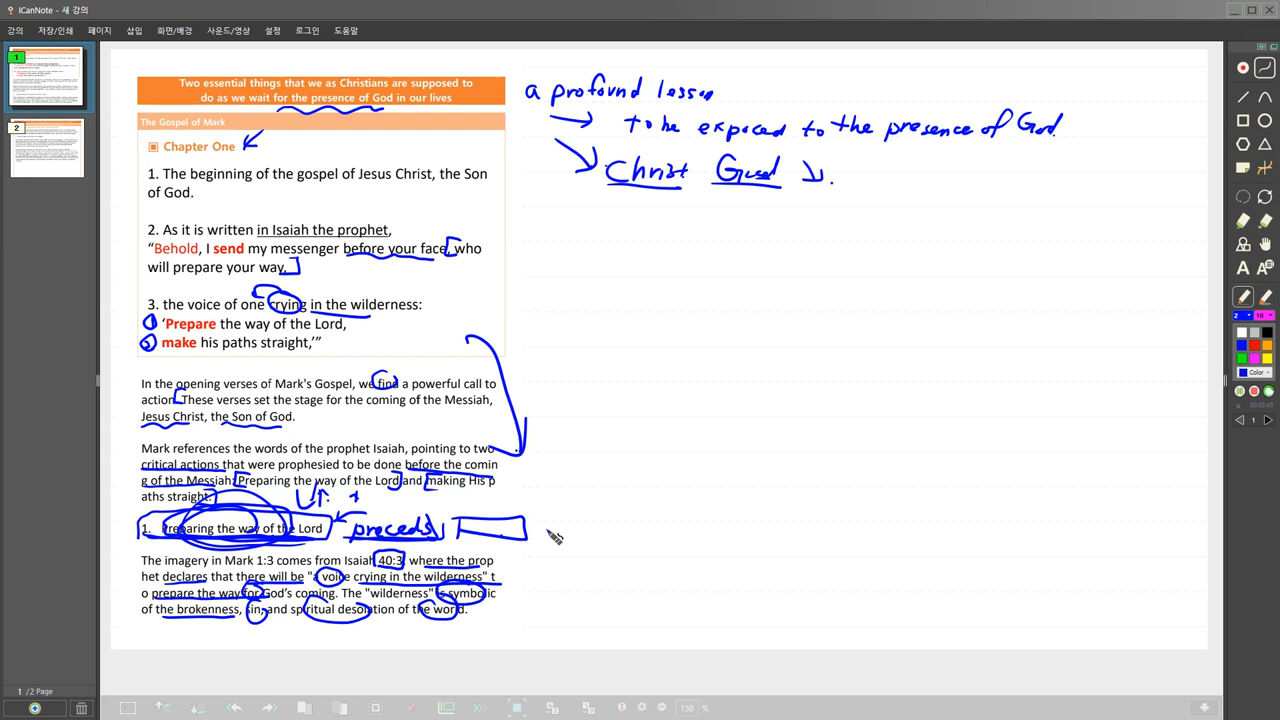 ICanNote - 새 강의
강의 저장/인쇄 페이지 삽입 화면/배경 사운드/영상 설정 로그인 도움말
1
2
Two essential things that we as Christians are supposed to
do as we wait for the presence of God in our lives
The Gospel of Mark
Chapter One
1. The beginning of the gospel of Jesus Christ, the Son
of God.
2. As it is written in Isaiah the prophet,
“Behold, I send my messenger before your face, who
will prepare your way,
3. the voice of one crying in the wilderness:
1 ‘Prepare the way of the Lord,
2 make his paths straight,’”
In the opening verses of Mark's Gospel, we find a powerful call to
action. These verses set the stage for the coming of the Messiah,
Jesus Christ, the Son of God.
Mark references the words of the prophet Isaiah, pointing to two
critical actions that were prophesied to be done before the comin
g of the Messiah: Preparing the way of the Lord and making His p
aths straight.
1. Preparing the way of the Lord precedes
The imagery in Mark 1:3 comes from Isaiah 40:3, where the prop
het declares that there will be "a voice crying in the wilderness" t
o prepare the way for God’s coming. The "wilderness" is symbolic
of the brokenness, sin, and spiritual desolation of the world.
a profound lesson
to be exposed to the presence of God.
Christ
2 10
Color
00:03:45
1
1 /2 Page
150 %